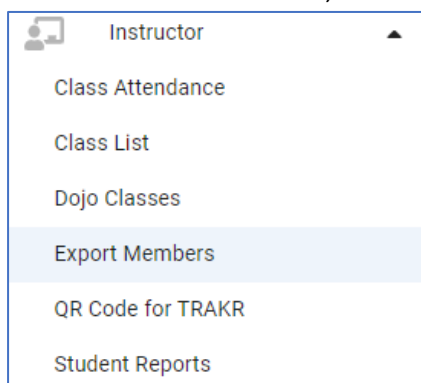 Instructor
Class Attendance
Class List
Dojo Classes
Export Members
QR Code for TRAKR
Student Reports